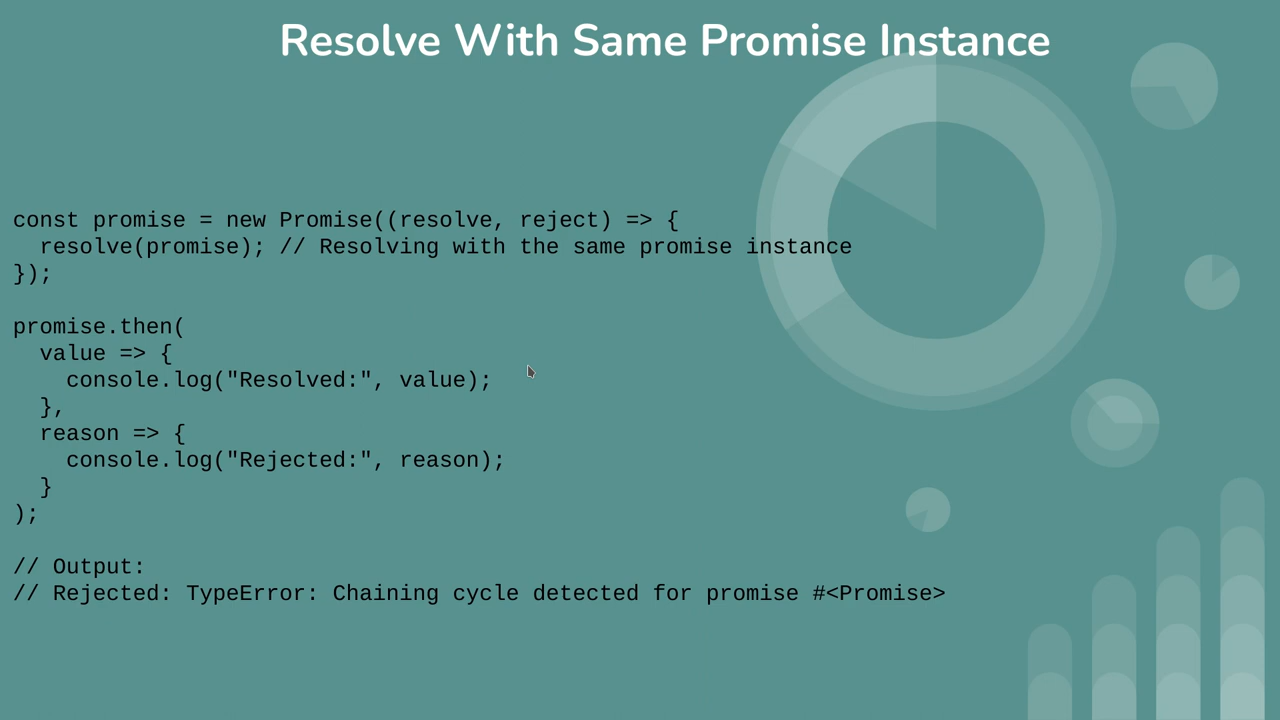 Resolve With Same Promise Instance
const promise = new Promise((resolve, reject) => {
  resolve(promise); // Resolving with the same promise instance
});

promise.then(
  value => {
    console.log("Resolved:", value);
  },
  reason => {
    console.log("Rejected:", reason);
  }
);

// Output:
// Rejected: TypeError: Chaining cycle detected for promise #<Promise>